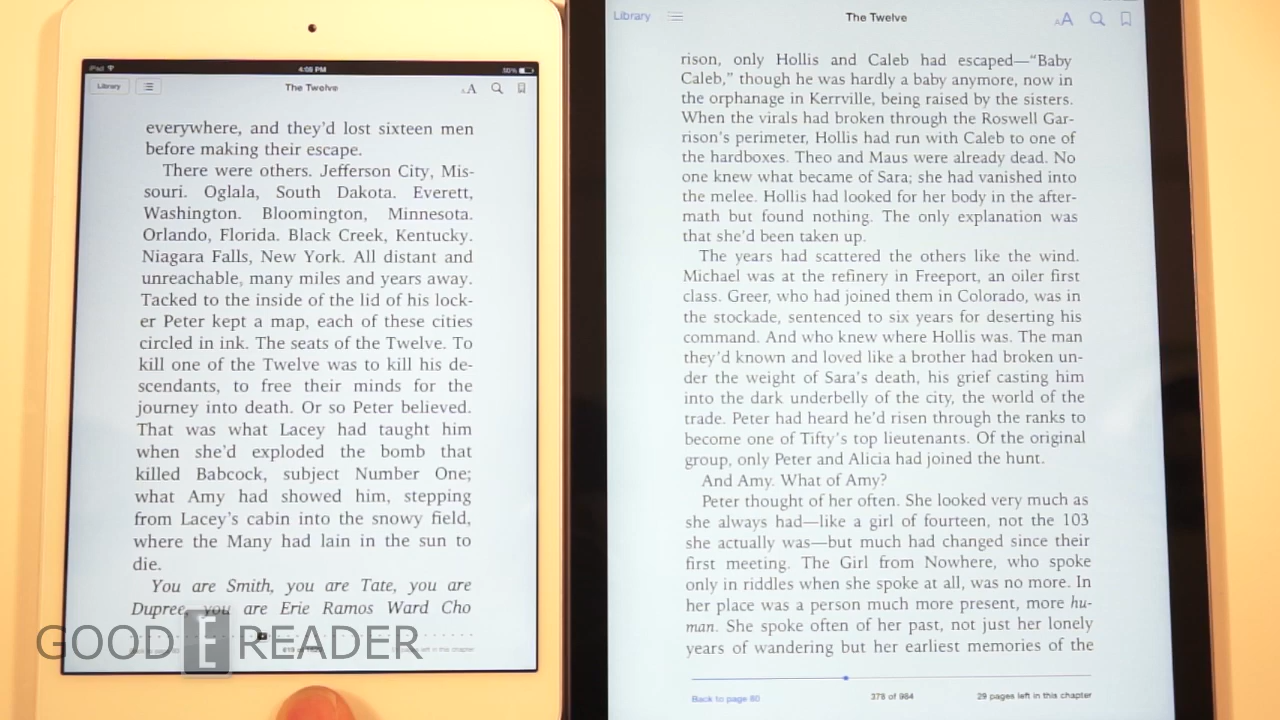 iPad
4:09 PM
50%
Library
The Twelve
AA
everywhere, and they'd lost sixteen men
before making their escape.
There were others. Jefferson City, Mis-
souri. Oglala, South Dakota. Everett,
Washington. Bloomington, Minnesota.
Orlando, Florida. Black Creek, Kentucky.
Niagara Falls, New York. All distant and
unreachable, many miles and years away.
Tacked to the inside of the lid of his lock-
er Peter kept a map, each of these cities
circled in ink. The seats of the Twelve. To
kill one of the Twelve was to kill his de-
scendants, to free their minds for the
journey into death. Or so Peter believed.
That was what Lacey had taught him
when she'd exploded the bomb that
killed Babcock, subject Number One;
what Amy had showed him, stepping
from Lacey's cabin into the snowy field,
where the Many had lain in the sun to
die.
You are Smith, you are Tate, you are
Dupree, you are Erie Ramos Ward Cho
left in this chapter
GOOD E READER
Library
The Twelve
AA
rison, only Hollis and Caleb had escaped—“Baby
Caleb,” though he was hardly a baby anymore, now in
the orphanage in Kerrville, being raised by the sisters.
When the virals had broken through the Roswell Gar-
rison's perimeter, Hollis had run with Caleb to one of
the hardboxes. Theo and Maus were already dead. No
one knew what became of Sara; she had vanished into
the melee. Hollis had looked for her body in the after-
math but found nothing. The only explanation was
that she'd been taken up.
The years had scattered the others like the wind.
Michael was at the refinery in Freeport, an oiler first
class. Greer, who had joined them in Colorado, was in
the stockade, sentenced to six years for deserting his
command. And who knew where Hollis was. The man
they'd known and loved like a brother had broken un-
der the weight of Sara's death, his grief casting him
into the dark underbelly of the city, the world of the
trade. Peter had heard he'd risen through the ranks to
become one of Tifty's top lieutenants. Of the original
group, only Peter and Alicia had joined the hunt.
And Amy. What of Amy?
Peter thought of her often. She looked very much as
she always had—like a girl of fourteen, not the 103
she actually was—but much had changed since their
first meeting. The Girl from Nowhere, who spoke
only in riddles when she spoke at all, was no more. In
her place was a person much more present, more hu-
man. She spoke often of her past, not just her lonely
years of wandering but her earliest memories of the
Back to page 80
378 of 984
29 pages left in this chapter